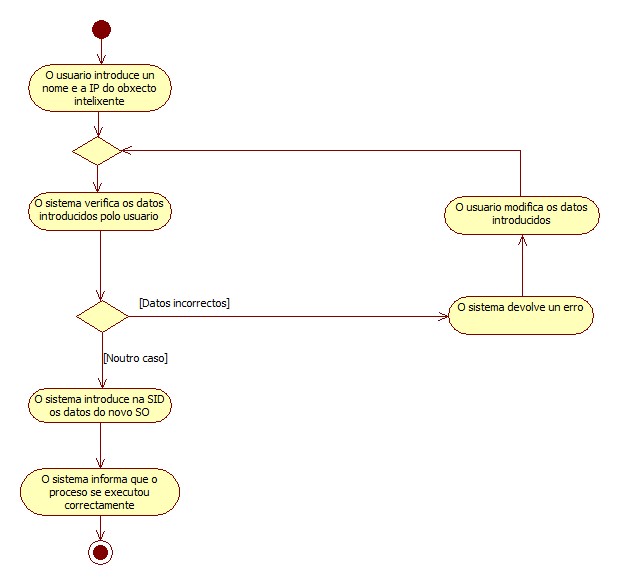 O usuario introduce un
nome e a IP do obxecto
intelixente
O sistema verifica os datos
introducidos polo usuario
O usuario modifica os datos
introducidos
[Datos incorrectos]
O sistema devolve un erro
[Noutro caso]
O sistema introduce na SID
os datos do novo SO
O sistema informa que o
proceso se executou
correctamente